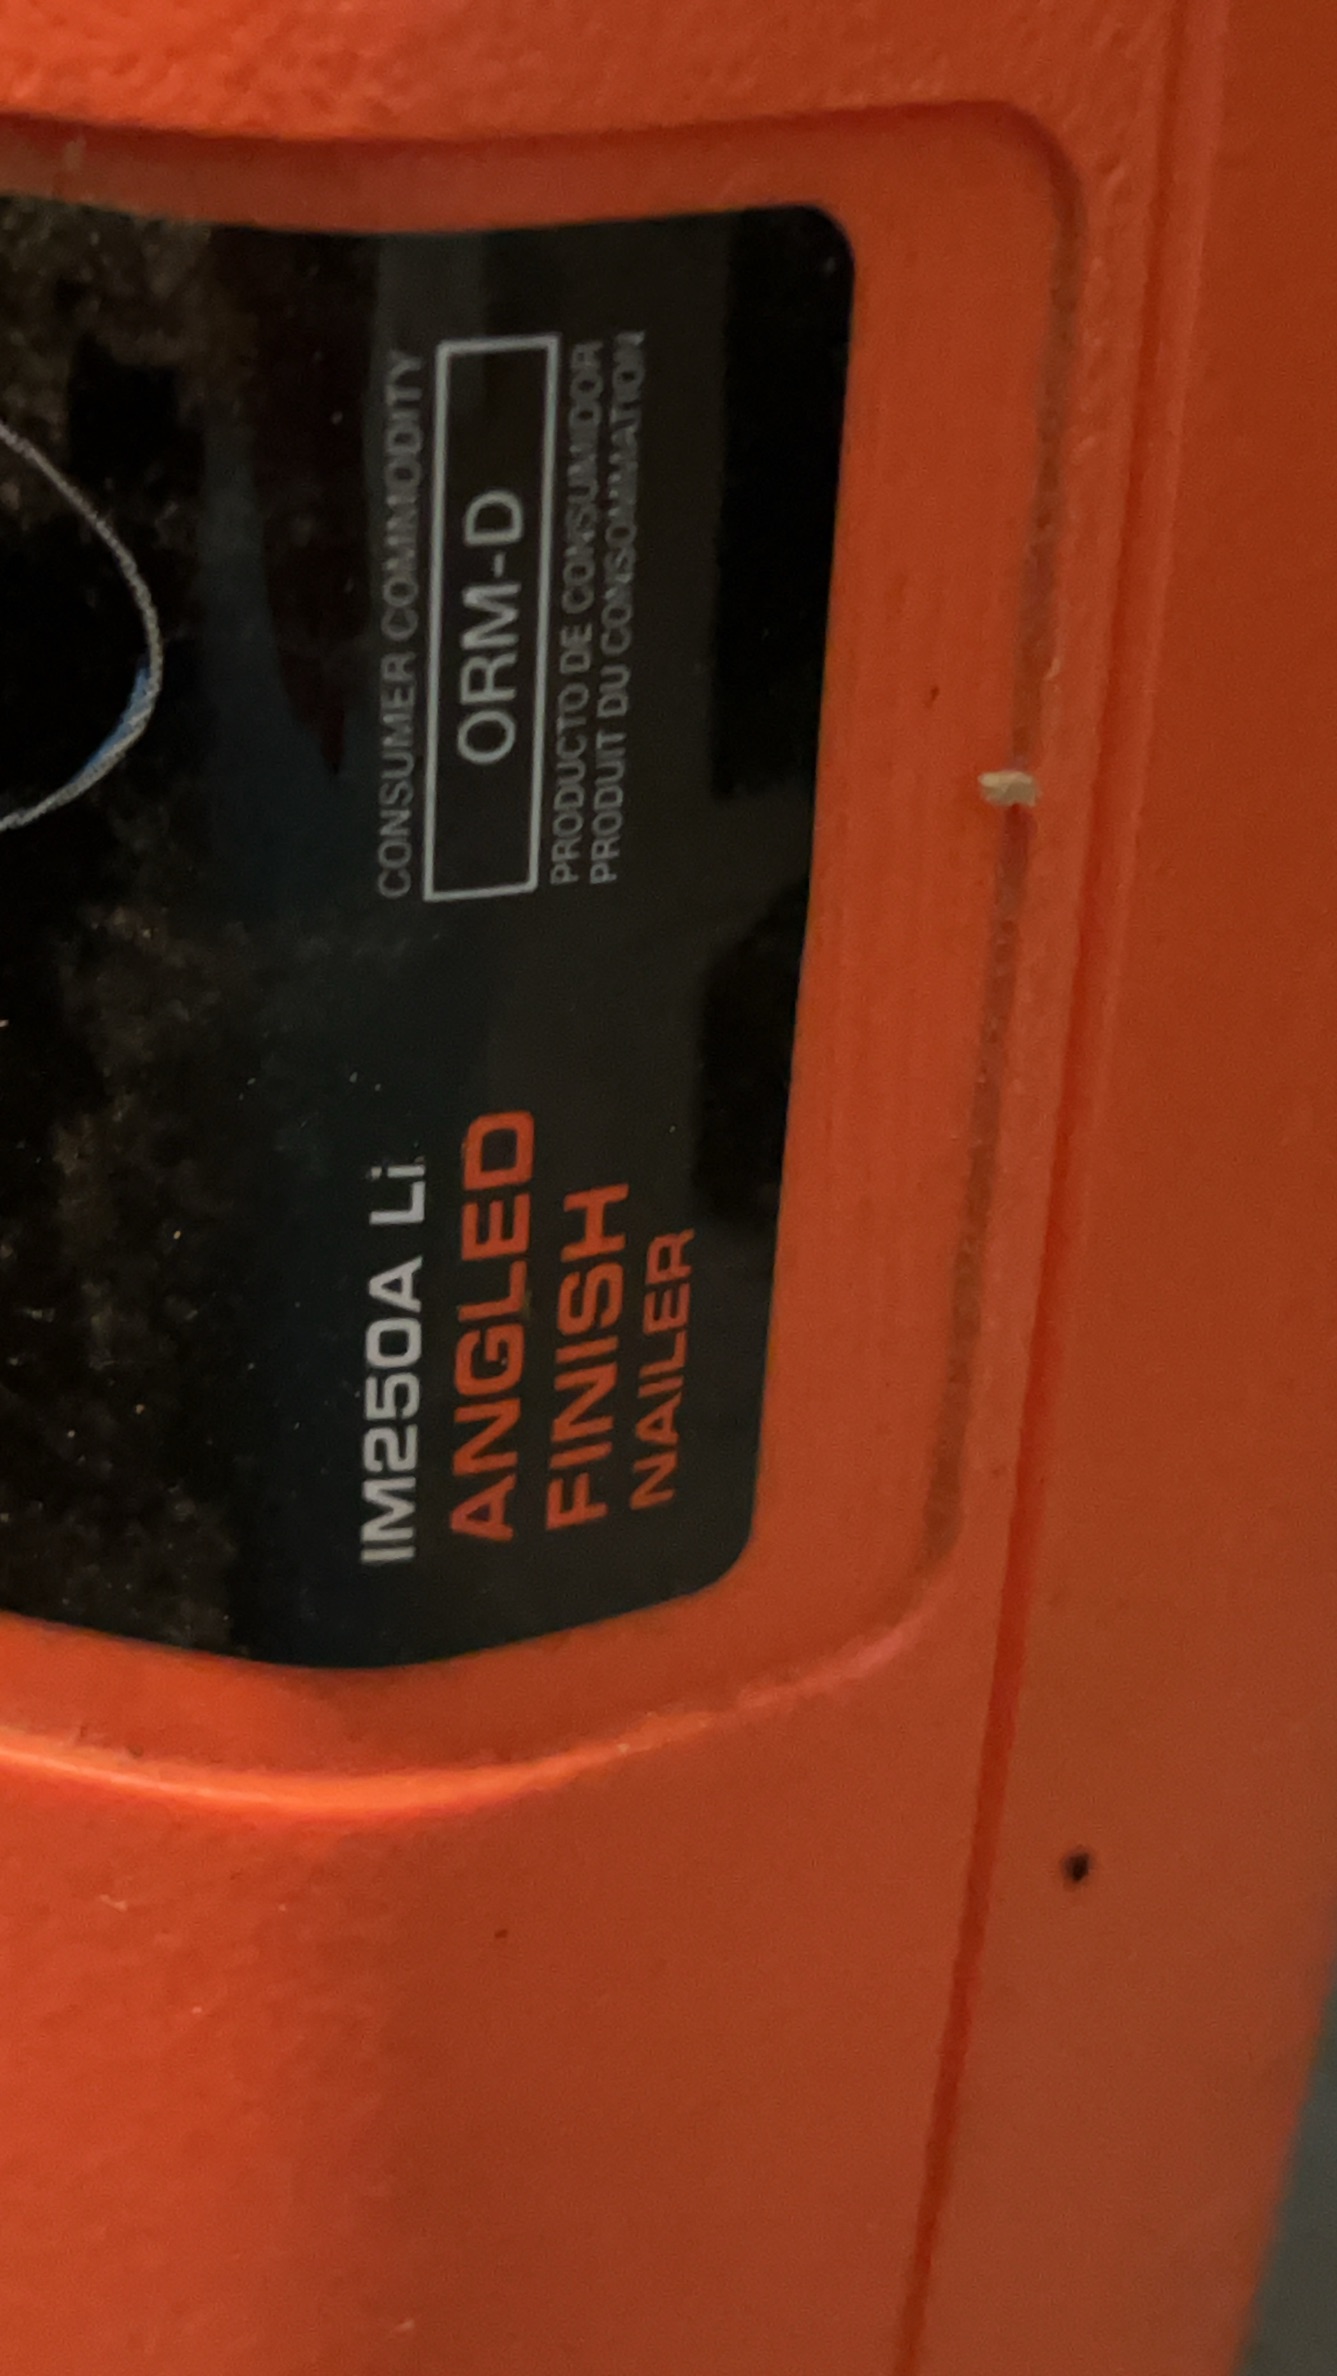 IM250A Li
ANGLED
FINISH
NAILER
CONSUMER COMMODITY
ORM-D
PRODUCTO DE CONSUMIDOR
PRODUIT DU CONSOMMATION